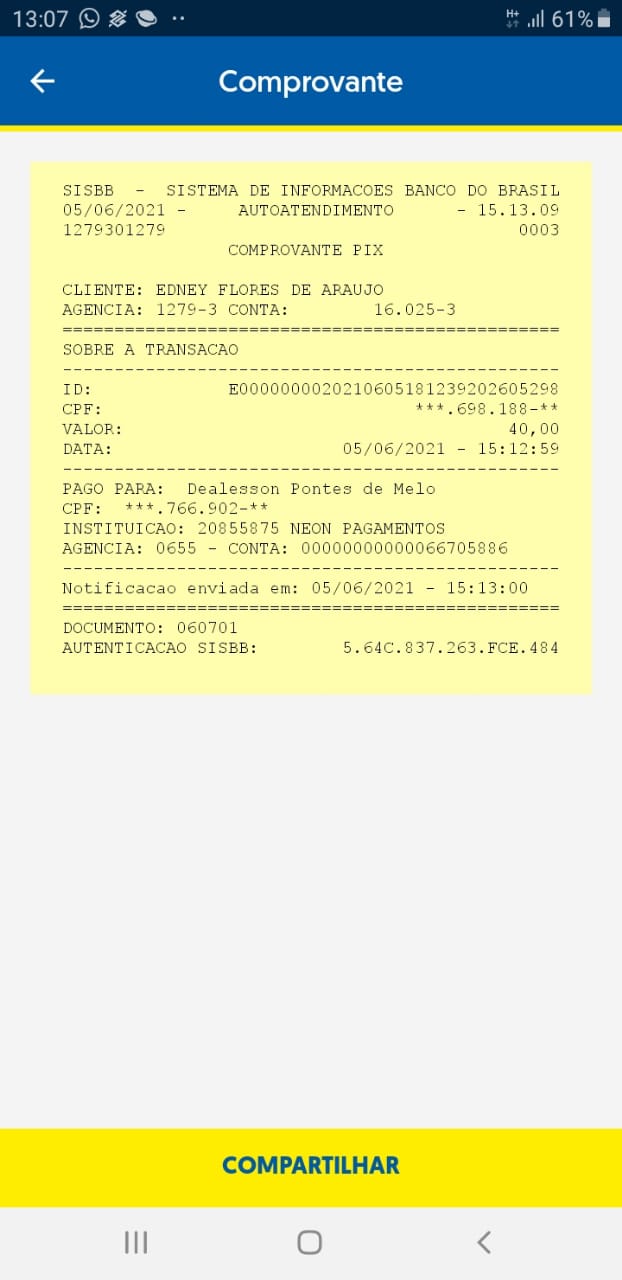 13:07 61%
Comprovante
SISBB - SISTEMA DE INFORMACOES BANCO DO BRASIL
05/06/2021 - AUTOATENDIMENTO - 15.13.09
1279301279 0003
COMPROVANTE PIX
CLIENTE: EDNEY FLORES DE ARAUJO
AGENCIA: 1279-3 CONTA: 16.025-3
================================================
SOBRE A TRANSACAO
------------------------------------------------
ID: E0000000020210605181239202605298
CPF: ***.698.188-**
VALOR: 40,00
DATA: 05/06/2021 - 15:12:59
------------------------------------------------
PAGO PARA: Dealesson Pontes de Melo
CPF: ***.766.902-**
INSTITUICAO: 20855875 NEON PAGAMENTOS
AGENCIA: 0655 - CONTA: 00000000000066705886
------------------------------------------------
Notificacao enviada em: 05/06/2021 - 15:13:00
================================================
DOCUMENTO: 060701
AUTENTICACAO SISBB: 5.64C.837.263.FCE.484
COMPARTILHAR